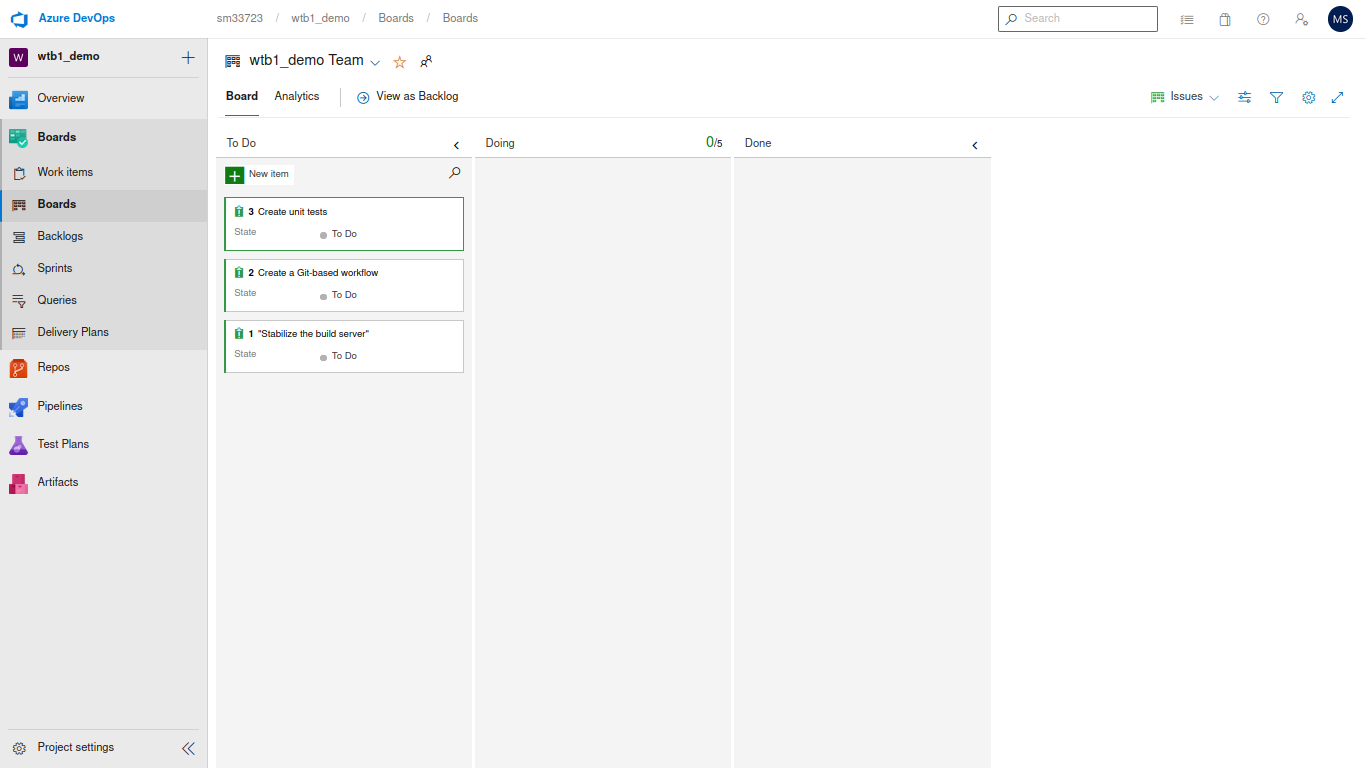 Azure DevOps
sm33723 / wtb1_demo / Boards / Boards
Search
MS
W wtb1_demo
Overview
Boards
Work items
Boards
Backlogs
Sprints
Queries
Delivery Plans
Repos
Pipelines
Test Plans
Artifacts
Project settings
wtb1_demo Team
Board Analytics View as Backlog
Issues
To Do
Doing 0/5
Done
New item
3 Create unit tests
State To Do
2 Create a Git-based workflow
State To Do
1 "Stabilize the build server"
State To Do